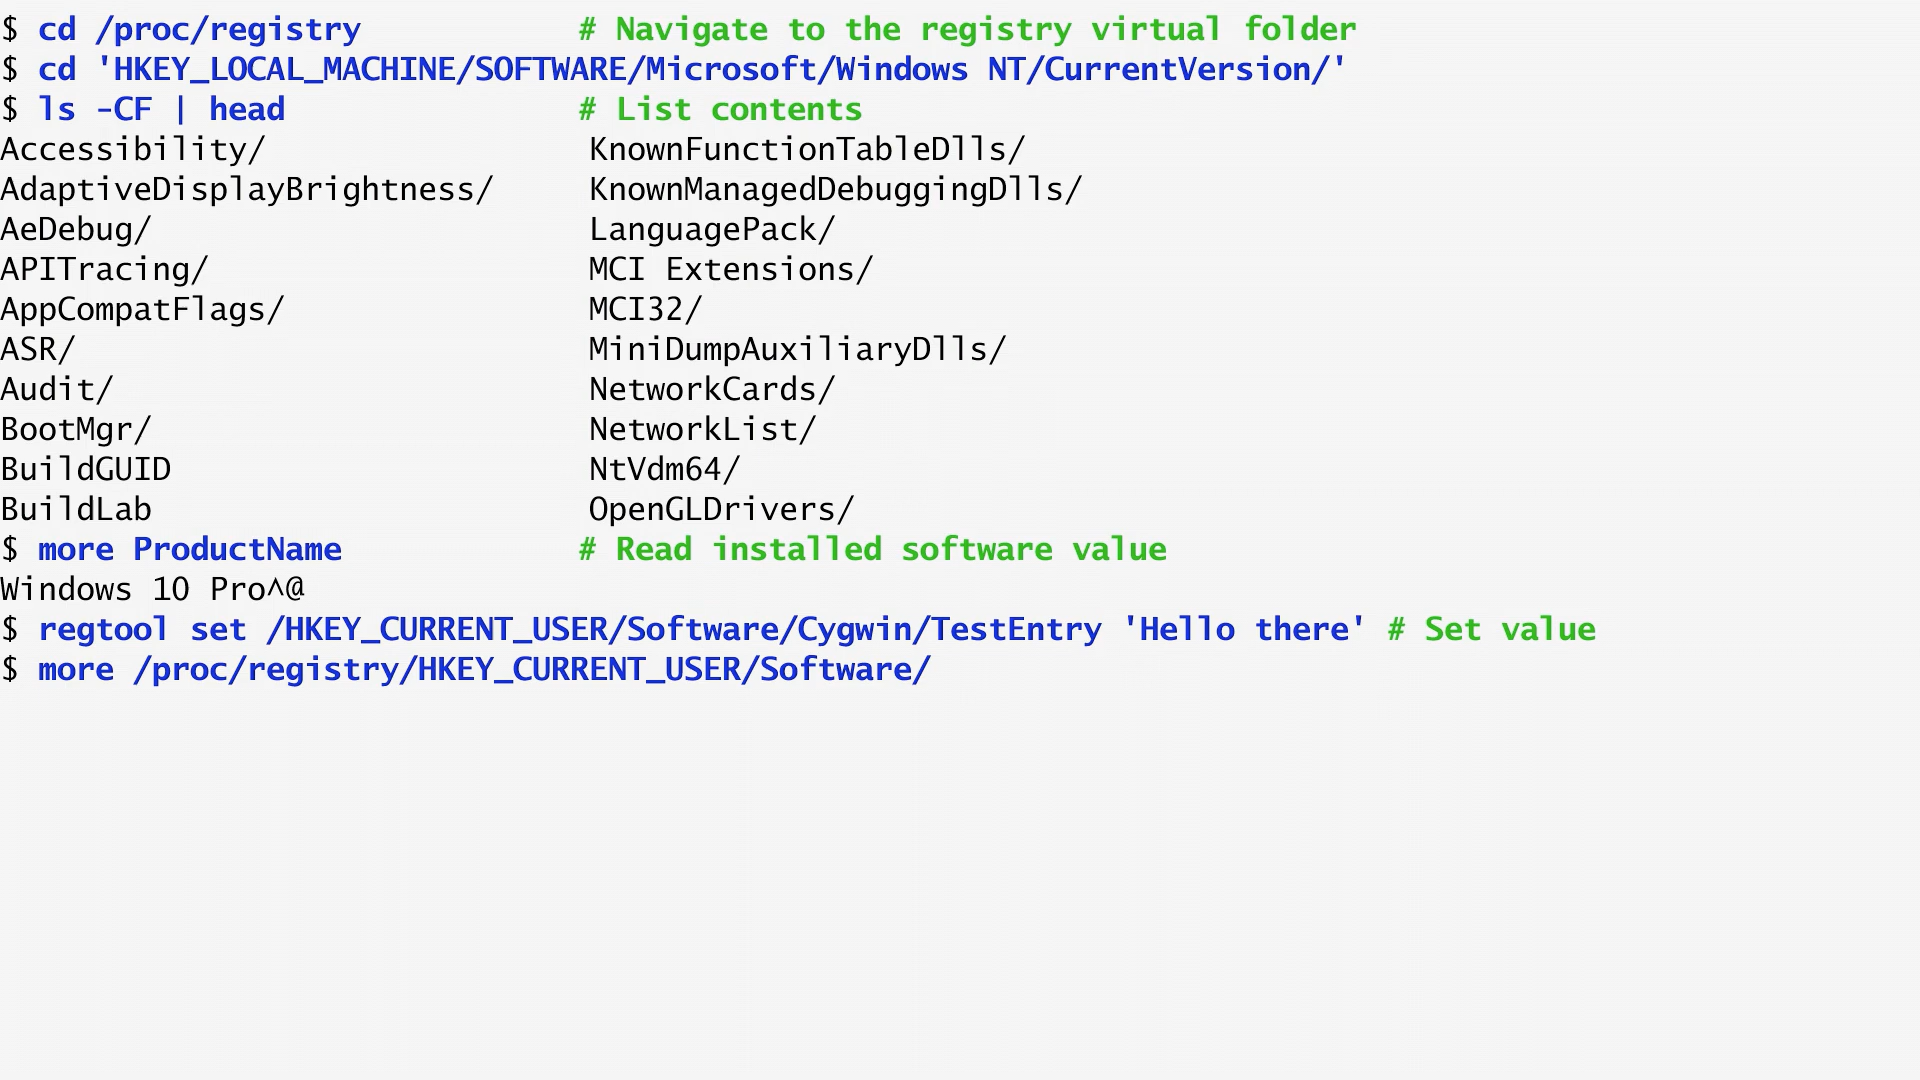 $ cd /proc/registry # Navigate to the registry virtual folder
$ cd 'HKEY_LOCAL_MACHINE/SOFTWARE/Microsoft/Windows NT/CurrentVersion/'
$ ls -CF | head # List contents
Accessibility/ KnownFunctionTableDlls/
AdaptiveDisplayBrightness/ KnownManagedDebuggingDlls/
AeDebug/ LanguagePack/
APITracing/ MCI Extensions/
AppCompatFlags/ MCI32/
ASR/ MiniDumpAuxiliaryDlls/
Audit/ NetworkCards/
BootMgr/ NetworkList/
BuildGUID NtVdm64/
BuildLab OpenGLDrivers/
$ more ProductName # Read installed software value
Windows 10 Pro^@
$ regtool set /HKEY_CURRENT_USER/Software/Cygwin/TestEntry 'Hello there' # Set value
$ more /proc/registry/HKEY_CURRENT_USER/Software/